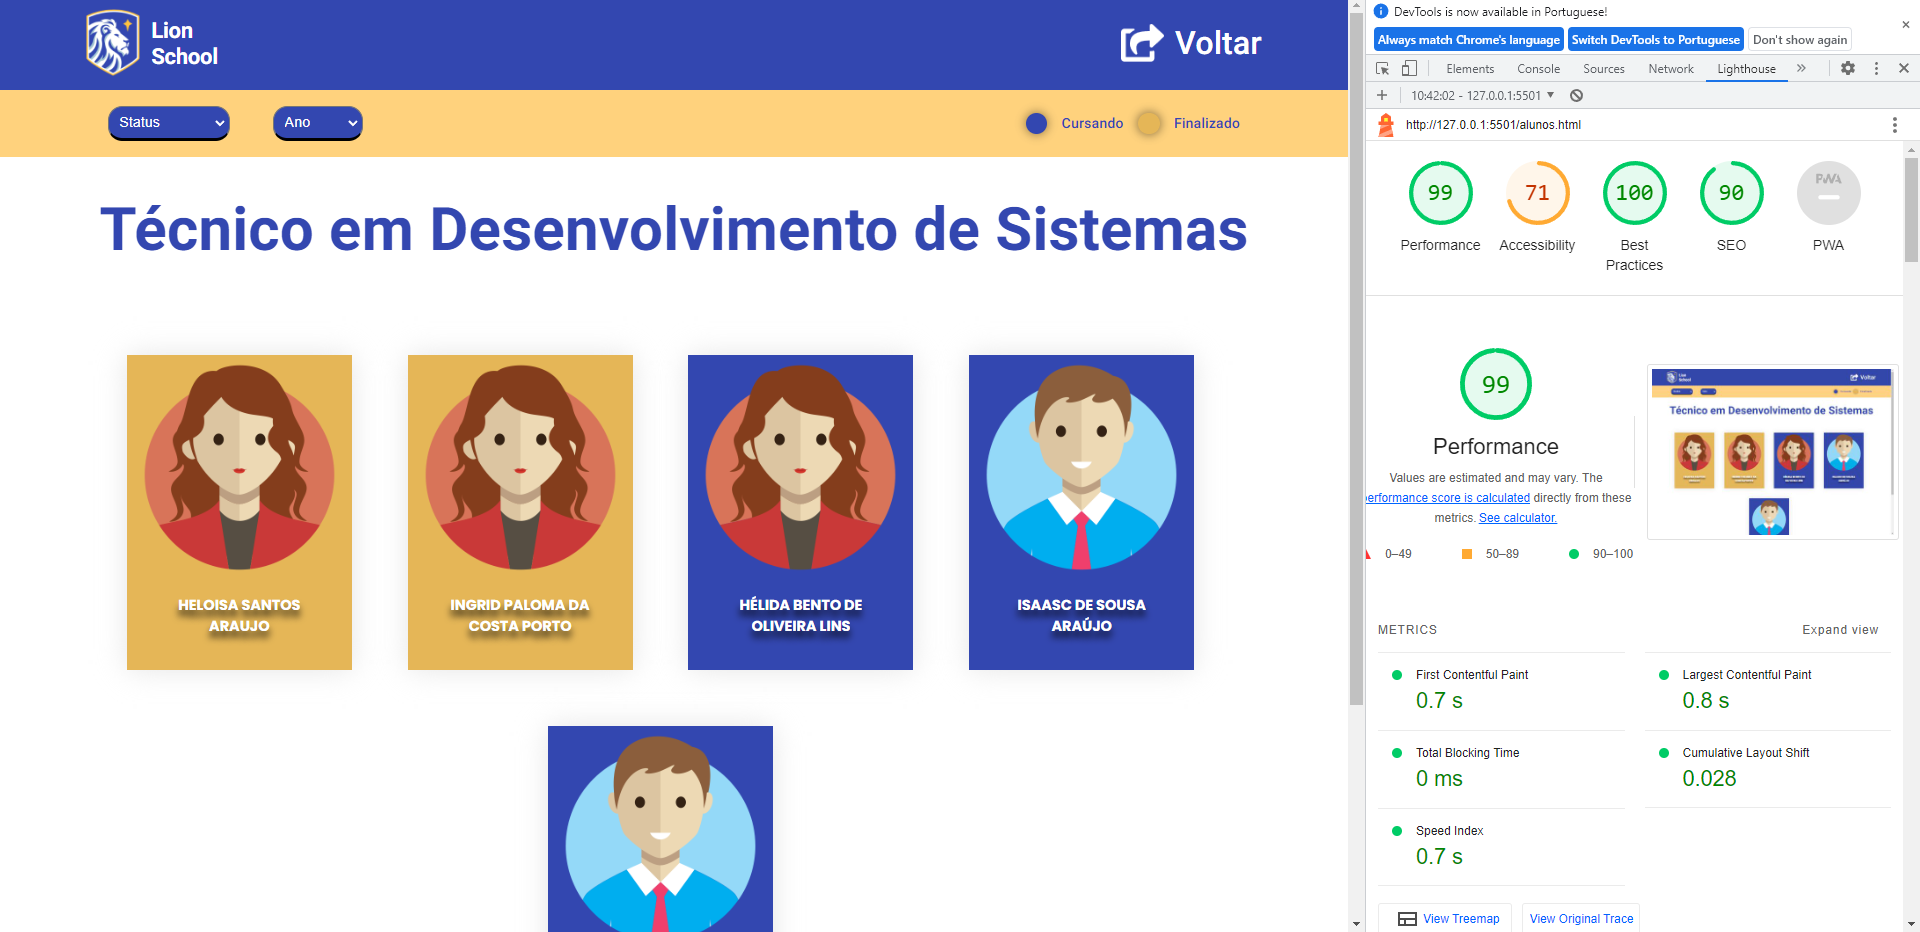 Lion
School
Voltar
Status
Ano
Cursando
Finalizado
Técnico em Desenvolvimento de Sistemas
HELOISA SANTOS
ARAUJO
INGRID PALOMA DA
COSTA PORTO
HÉLIDA BENTO DE
OLIVEIRA LINS
ISAASC DE SOUSA
ARAÚJO
DevTools is now available in Portuguese!
Always match Chrome's language
Switch DevTools to Portuguese
Don't show again
Elements
Console
Sources
Network
Lighthouse
10:42:02 - 127.0.0.1:5501
http://127.0.0.1:5501/alunos.html
99
71
100
90
PWA
Performance
Accessibility
Best
Practices
SEO
PWA
99
Performance
Values are estimated and may vary. The
performance score is calculated directly from these
metrics. See calculator.
0–49
50–89
90–100
Lion
School
Voltar
Técnico em Desenvolvimento de Sistemas
METRICS
Expand view
First Contentful Paint
0.7 s
Largest Contentful Paint
0.8 s
Total Blocking Time
0 ms
Cumulative Layout Shift
0.028
Speed Index
0.7 s
View Treemap
View Original Trace